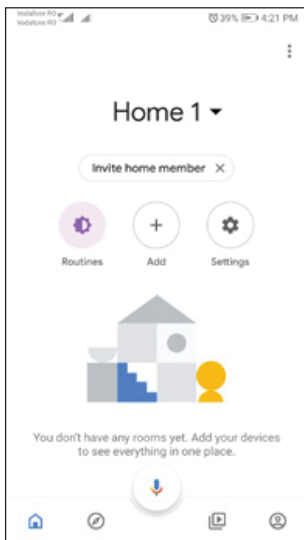 Vodafone RO
Vodafone RO
39% 4:21 PM
Home 1
Invite home member
Routines
Add
Settings
You don't have any rooms yet. Add your devices
to see everything in one place.